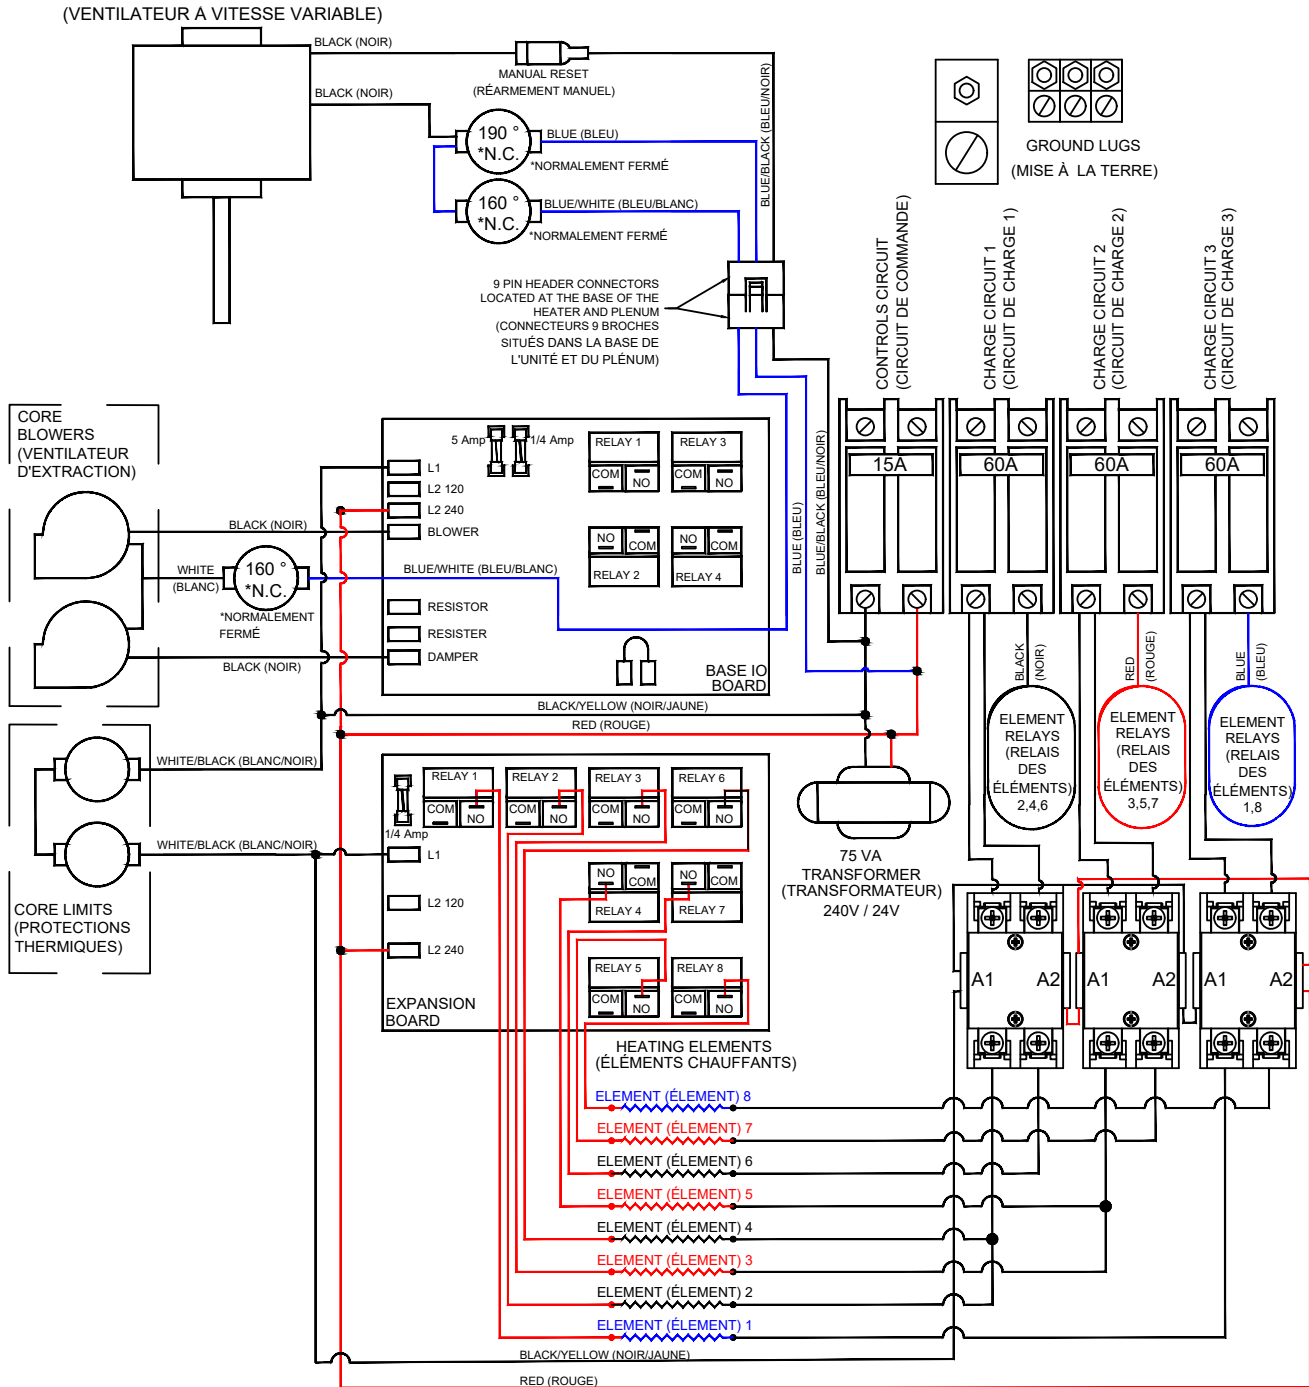 (VENTILATEUR A VITESSE VARIABLE)
BLACK (NOIR)
MANUAL RESET
(RÉARMEMENT MANUEL)
BLACK (NOIR)
190 °
*N.C.
BLUE (BLEU)
*NORMALEMENT FERMÉ
160 °
*N.C.
BLUE/WHITE (BLEU/BLANC)
*NORMALEMENT FERMÉ
BLUE/BLACK (BLEU/NOIR)
GROUND LUGS
(MISE À LA TERRE)
9 PIN HEADER CONNECTORS
LOCATED AT THE BASE OF THE
HEATER AND PLENUM
(CONNECTEURS 9 BROCHES
SITUÉS DANS LA BASE DE
L'UNITÉ ET DU PLÉNUM)
CONTROLS CIRCUIT
(CIRCUIT DE COMMANDE)
CHARGE CIRCUIT 1
(CIRCUIT DE CHARGE 1)
CHARGE CIRCUIT 2
(CIRCUIT DE CHARGE 2)
CHARGE CIRCUIT 3
(CIRCUIT DE CHARGE 3)
15A
60A
60A
60A
CORE
BLOWERS
(VENTILATEUR
D'EXTRACTION)
BLACK (NOIR)
WHITE
(BLANC)
160 °
*N.C.
*NORMALEMENT
FERMÉ
BLUE/WHITE (BLEU/BLANC)
BLACK (NOIR)
5 Amp
1/4 Amp
L1
L2 120
L2 240
BLOWER
RESISTOR
RESISTER
DAMPER
RELAY 1
COM
NO
RELAY 3
COM
NO
NO
COM
RELAY 2
NO
COM
RELAY 4
BASE IO
BOARD
BLUE (BLEU)
BLUE/BLACK (BLEU/NOIR)
BLACK/YELLOW (NOIR/JAUNE)
RED (ROUGE)
BLACK
(NOIR)
RED
(ROUGE)
BLUE
(BLEU)
ELEMENT
RELAYS
(RELAIS
DES
ÉLÉMENTS)
2,4,6
ELEMENT
RELAYS
(RELAIS
DES
ÉLÉMENTS)
3,5,7
ELEMENT
RELAYS
(RELAIS
DES
ÉLÉMENTS)
1,8
WHITE/BLACK (BLANC/NOIR)
WHITE/BLACK (BLANC/NOIR)
CORE LIMITS
(PROTECTIONS
THERMIQUES)
1/4 Amp
L1
L2 120
L2 240
RELAY 1
COM
NO
RELAY 2
COM
NO
RELAY 3
COM
NO
RELAY 6
COM
NO
NO
COM
RELAY 4
NO
COM
RELAY 7
RELAY 5
COM
NO
RELAY 8
COM
NO
EXPANSION
BOARD
75 VA
TRANSFORMER
(TRANSFORMATEUR)
240V / 24V
A1
A2
A1
A2
A1
A2
HEATING ELEMENTS
(ÉLÉMENTS CHAUFFANTS)
ELEMENT (ÉLEMENT) 8
ELEMENT (ÉLEMENT) 7
ELEMENT (ÉLEMENT) 6
ELEMENT (ÉLEMENT) 5
ELEMENT (ÉLEMENT) 4
ELEMENT (ÉLEMENT) 3
ELEMENT (ÉLEMENT) 2
ELEMENT (ÉLEMENT) 1
BLACK/YELLOW (NOIR/JAUNE)
RED (ROUGE)